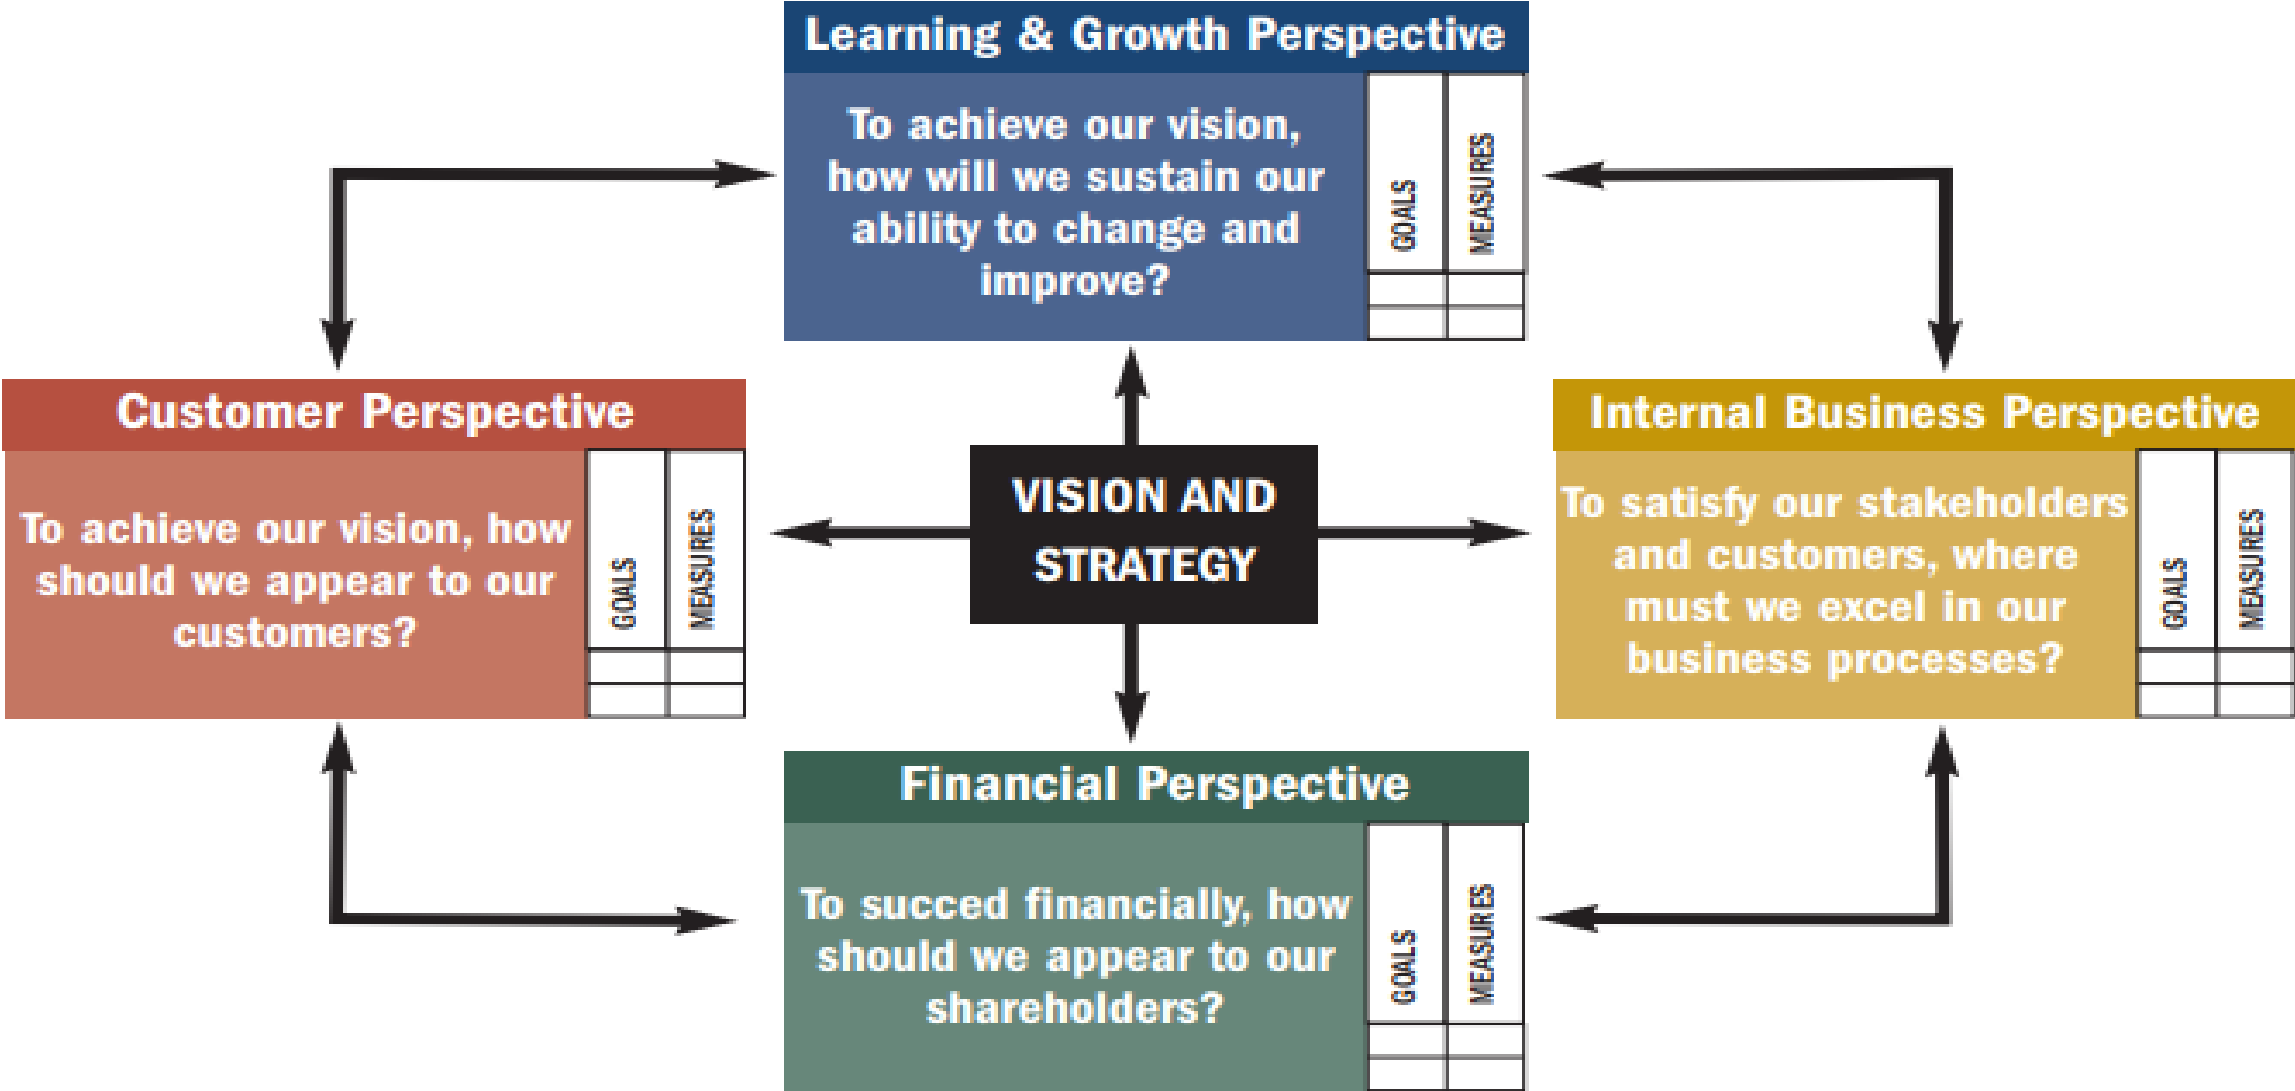 Learning & Growth Perspective
To achieve our vision,
how will we sustain our
ability to change and
improve?
GOALS
MEASURES
Customer Perspective
To achieve our vision, how
should we appear to our
customers?
GOALS
MEASURES
VISION AND
STRATEGY
Internal Business Perspective
To satisfy our stakeholders
and customers, where
must we excel in our
business processes?
GOALS
MEASURES
Financial Perspective
To succed financially, how
should we appear to our
shareholders?
GOALS
MEASURES